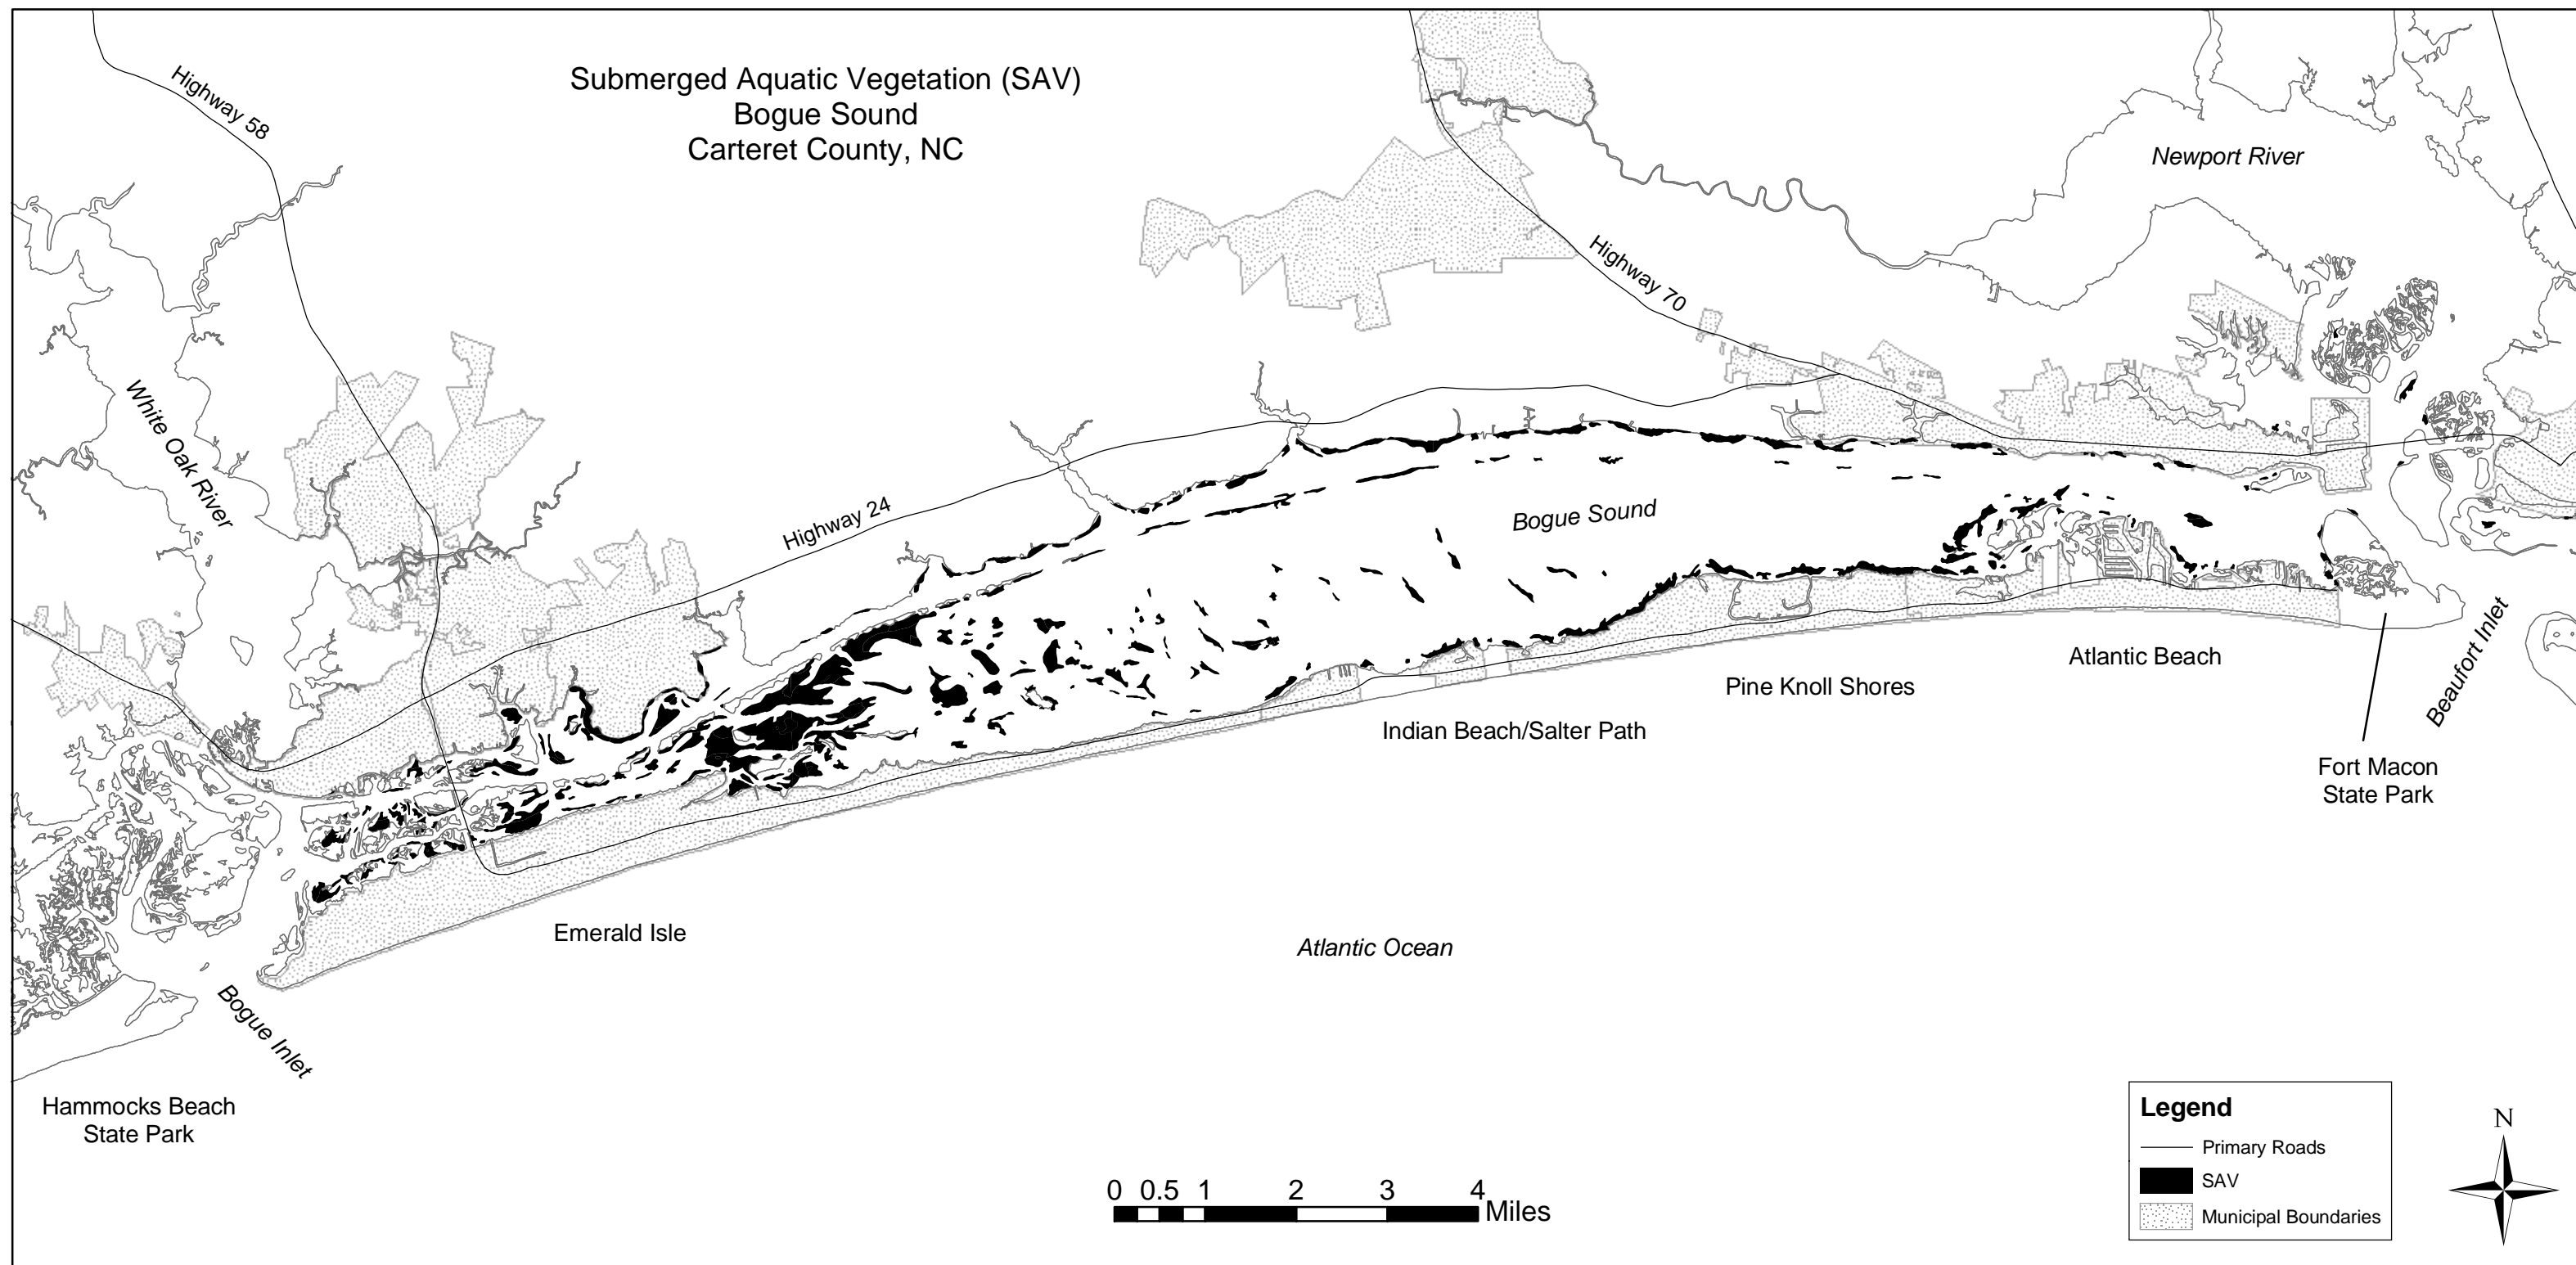 Submerged Aquatic Vegetation (SAV)
Bogue Sound
Carteret County, NC
Highway 58
Newport River
Highway 70
White Oak River
Highway 24
Bogue Sound
Atlantic Beach
Pine Knoll Shores
Indian Beach/Salter Path
Beaufort Inlet
Fort Macon
State Park
Emerald Isle
Atlantic Ocean
Bogue Inlet
Hammocks Beach
State Park
Legend
Primary Roads
SAV
Municipal Boundaries
N
0 0.5 1 2 3 4
Miles